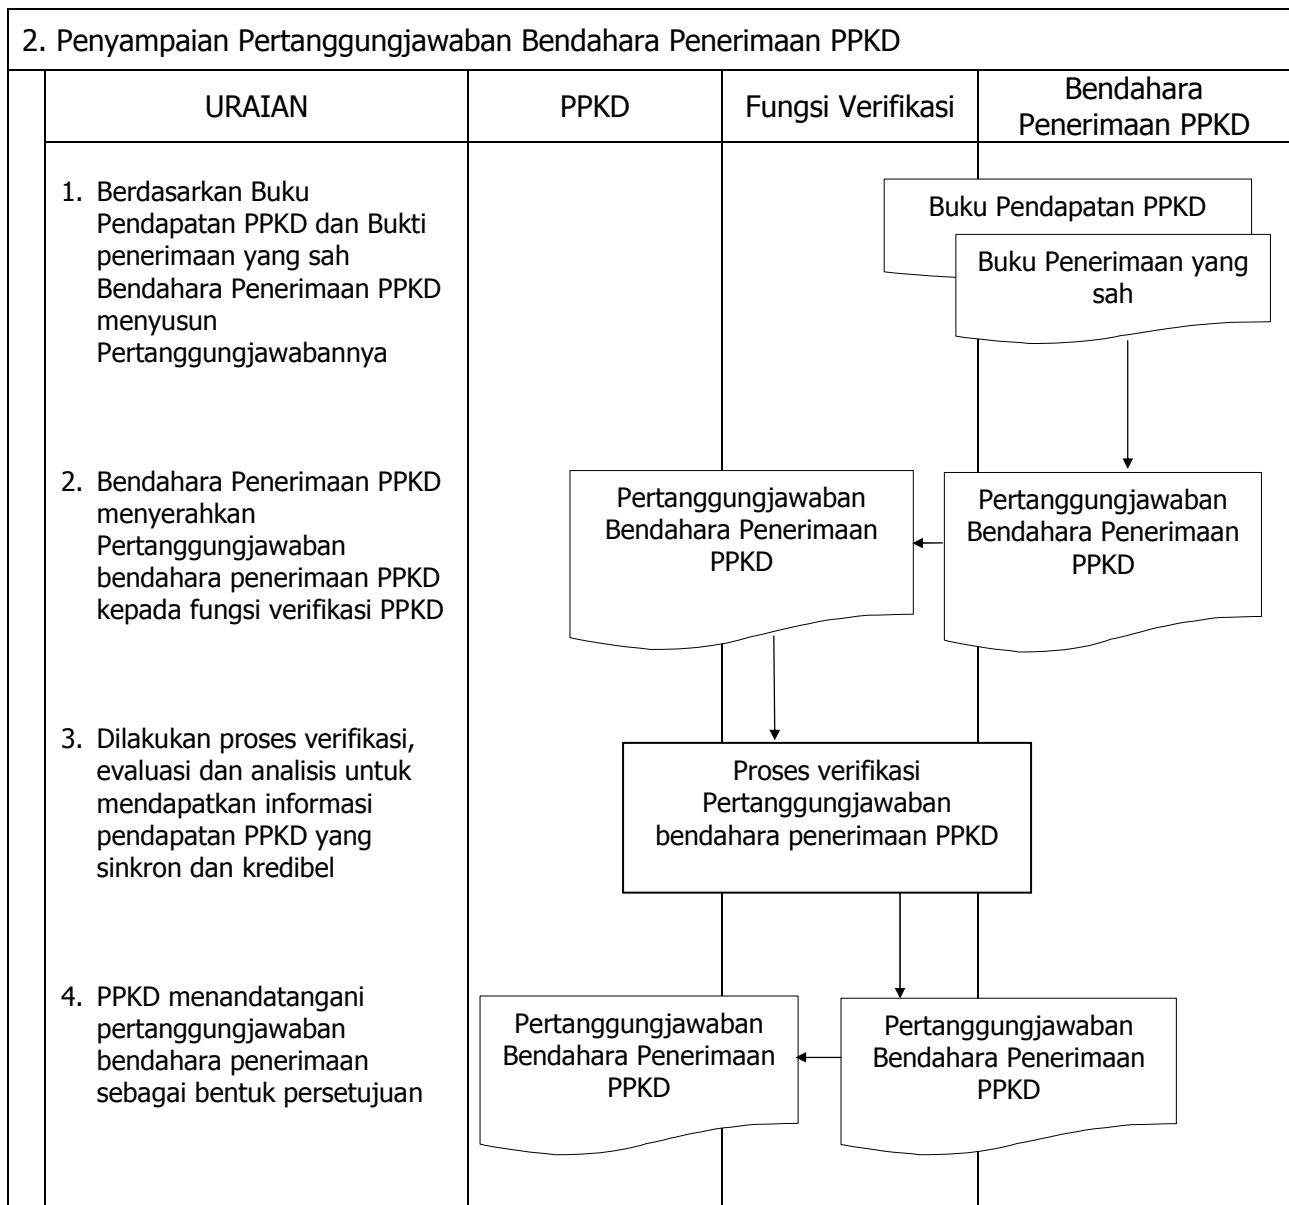 2. Penyampaian Pertanggungjawaban Bendahara Penerimaan PPKD
URAIAN
PPKD
Fungsi Verifikasi
Bendahara
Penerimaan PPKD
1. Berdasarkan Buku
Pendapatan PPKD dan Bukti
penerimaan yang sah
Bendahara Penerimaan PPKD
menyusun
Pertanggungjawabannya
Buku Pendapatan PPKD
Buku Penerimaan yang
sah
2. Bendahara Penerimaan PPKD
menyerahkan
Pertanggungjawaban
bendahara penerimaan PPKD
kepada fungsi verifikasi PPKD
Pertanggungjawaban
Bendahara Penerimaan
PPKD
Pertanggungjawaban
Bendahara Penerimaan
PPKD
3. Dilakukan proses verifikasi,
evaluasi dan analisis untuk
mendapatkan informasi
pendapatan PPKD yang
sinkron dan kredibel
Proses verifikasi
Pertanggungjawaban
bendahara penerimaan PPKD
4. PPKD menandatangani
pertanggungjawaban
bendahara penerimaan
sebagai bentuk persetujuan
Pertanggungjawaban
Bendahara Penerimaan
PPKD
Pertanggungjawaban
Bendahara Penerimaan
PPKD